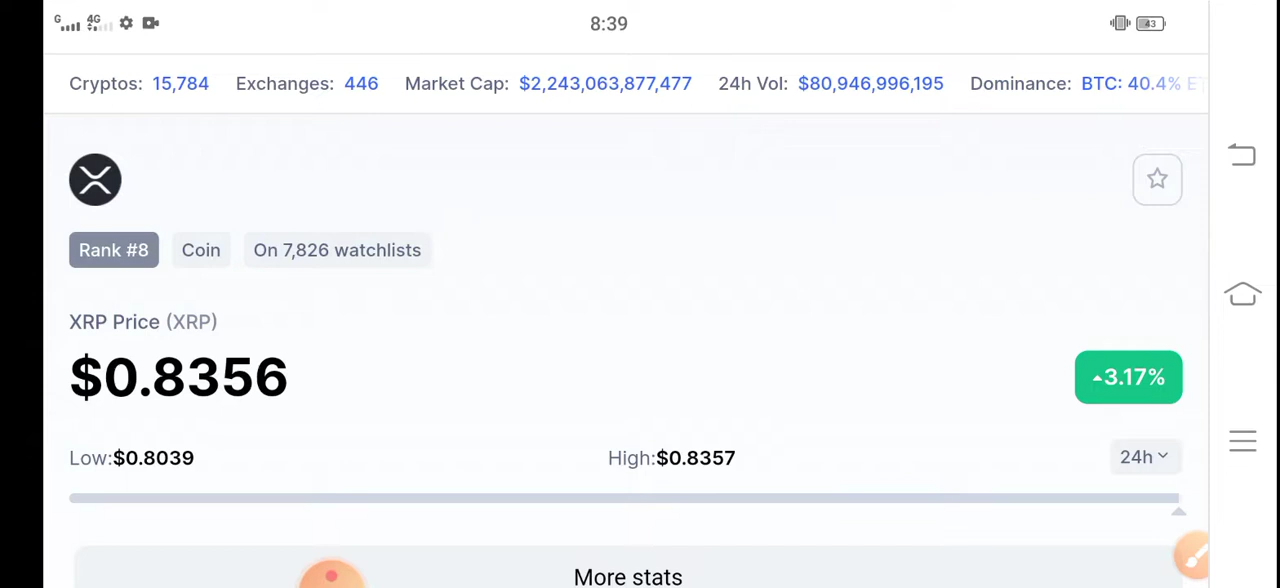 G 4G 8:39 43
Cryptos: 15,784 Exchanges: 446 Market Cap: $2,243,063,877,477 24h Vol: $80,946,996,195 Dominance: BTC: 40.4% E
Rank #8 Coin On 7,826 watchlists
XRP Price (XRP)
$0.8356 3.17%
Low:$0.8039 High:$0.8357 24h
More stats